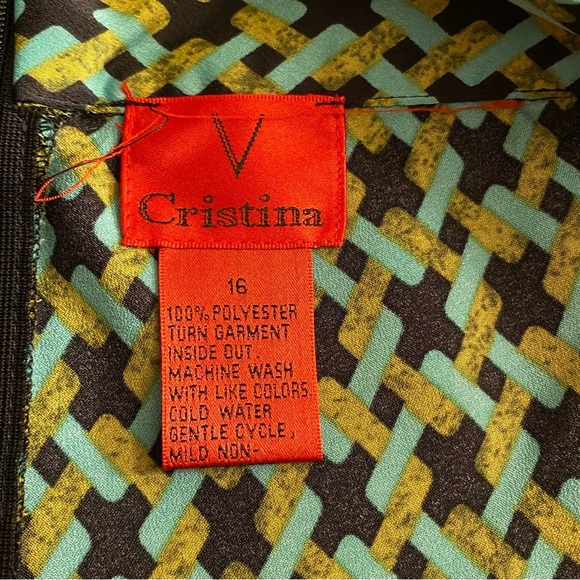 V
Cristina
16
100% POLYESTER
TURN GARMENT
INSIDE OUT.
MACHINE WASH
WITH LIKE COLORS.
COLD WATER
GENTLE CYCLE,
MILD NON-